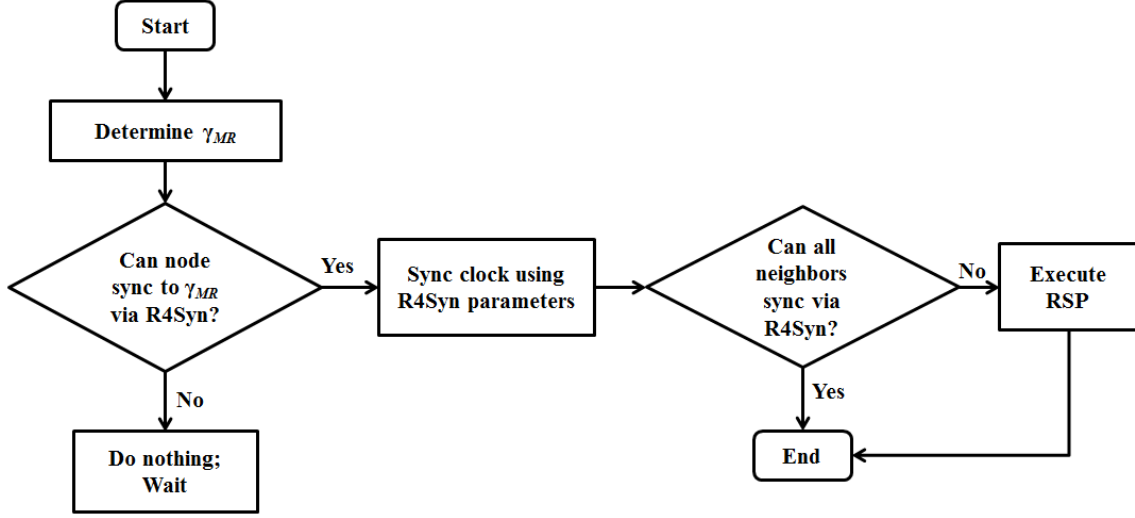 Start
Determine γMR
Can node
sync to γMR
via R4Syn?
Yes
No
Do nothing;
Wait
Sync clock using
R4Syn parameters
Can all
neighbors
sync via
R4Syn?
No
Execute
RSP
Yes
End